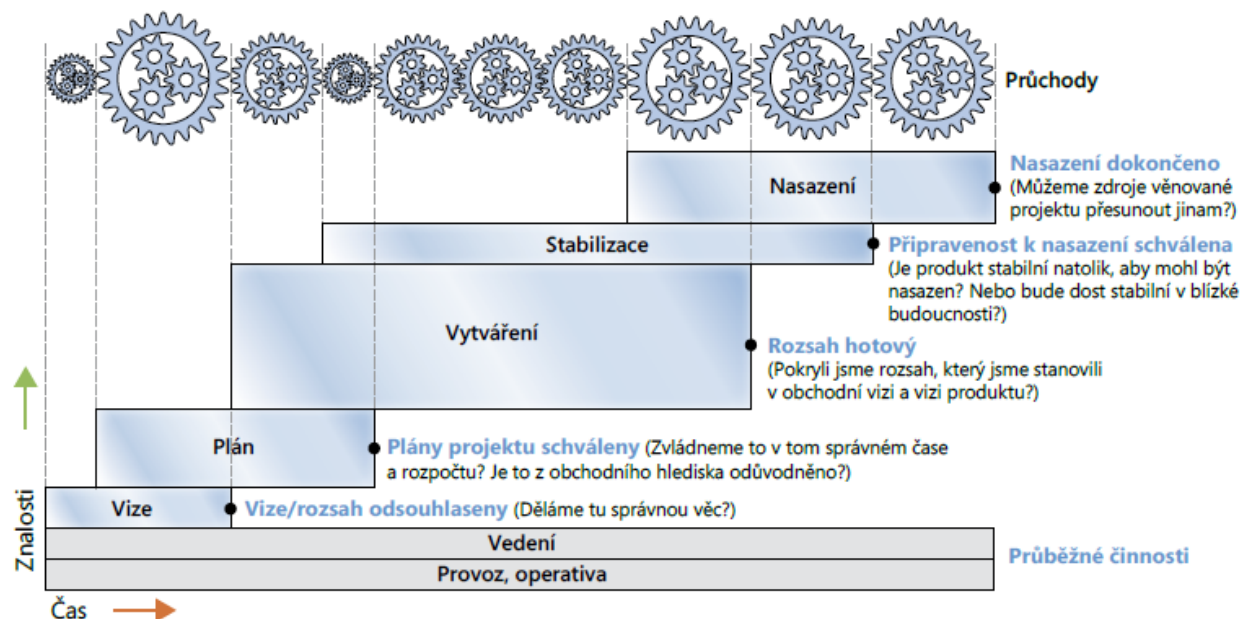 Průchody
Nasazení
Nasazení dokončeno
(Můžeme zdroje věnované
projektu přesunout jinam?)
Stabilizace
Připravenost k nasazení schválena
(Je produkt stabilní natolik, aby mohl být
nasazen? Nebo bude dost stabilní v blízké
budoucnosti?)
Vytváření
Rozsah hotový
(Pokryli jsme rozsah, který jsme stanovili
v obchodní vizi a vizi produktu?)
Plán
Plány projektu schváleny (Zvládneme to v tom správném čase
a rozpočtu? Je to z obchodního hlediska odůvodněno?)
Vize
Vize/rozsah odsouhlaseny (Děláme tu správnou věc?)
Vedení
Provoz, operativa
Průběžné činnosti
Znalosti
Čas